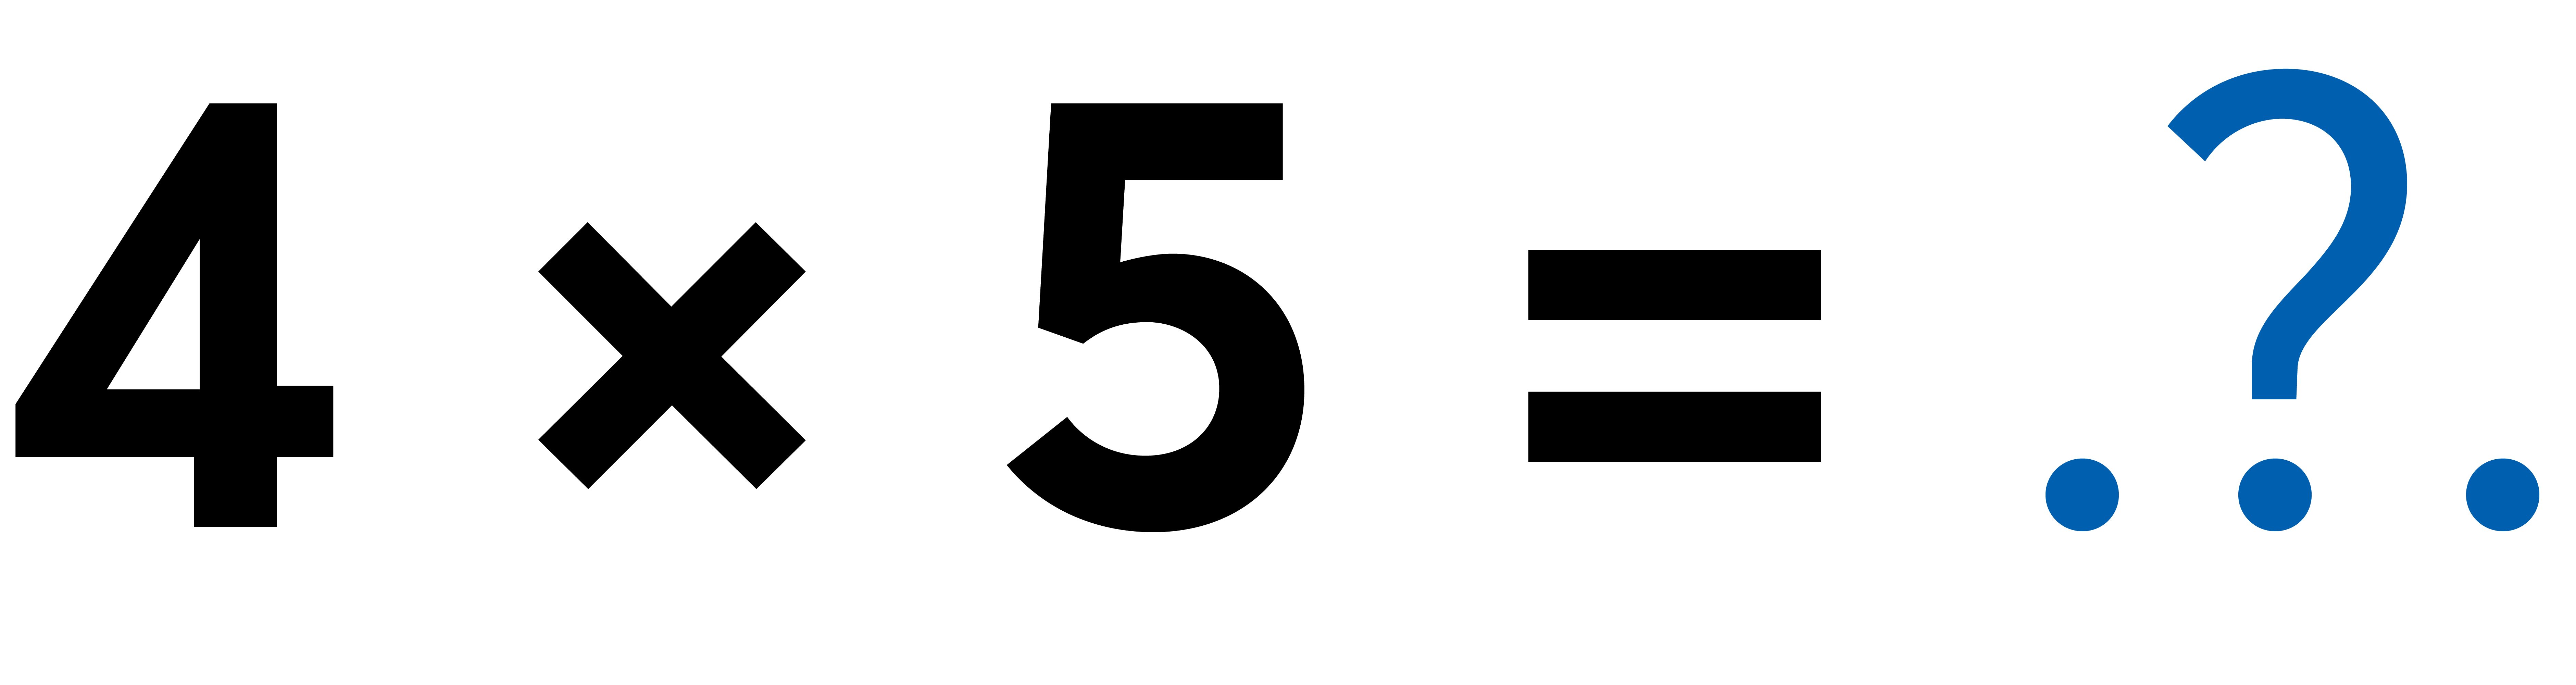 4 × 5 = .?.